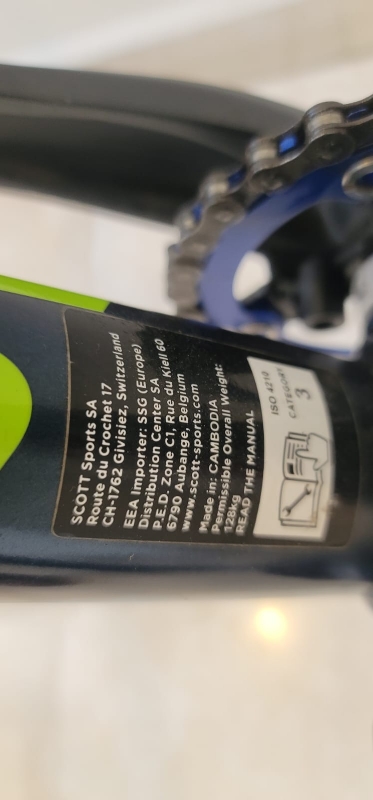 SCOTT Sports SA
Route du Crochet 17
CH-1762 Givisiez, Switzerland
EEA Importer: SSG (Europe)
Distribution Center SA
P.E.D. Zone C1, Rue du Kiell 60
6790 Aubange, Belgium
www.scott-sports.com
Made in: CAMBODIA
Permissible Overall Weight:
128kg
READ THE MANUAL
ISO 4210
CATEGORY
3